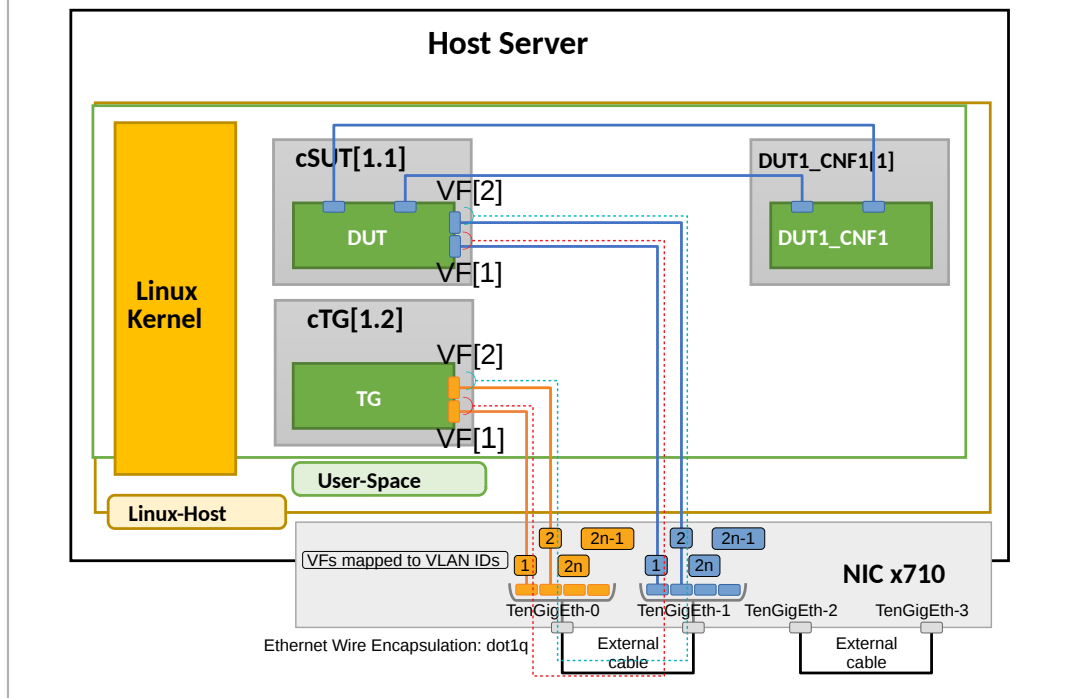 Host Server
cSUT[1.1]
DUT1_CNF1[1]
VF[2]
DUT
DUT1_CNF1
VF[1]
Linux
Kernel
cTG[1.2]
VF[2]
TG
VF[1]
User-Space
Linux-Host
2
2n-1
2
2n-1
VFs mapped to VLAN IDs
1
2n
1
2n
NIC x710
TenGigEth-0
TenGigEth-1
TenGigEth-2
TenGigEth-3
Ethernet Wire Encapsulation: dot1q
External
cable
External
cable